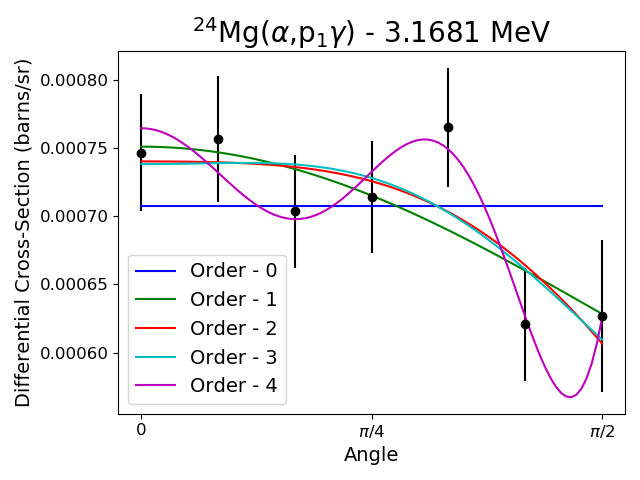 ²⁴Mg(α,p₁γ) - 3.1681 MeV
Differential Cross-Section (barns/sr)
0.00080
0.00075
0.00070
0.00065
0.00060
Order - 0
Order - 1
Order - 2
Order - 3
Order - 4
0 π/4 π/2
Angle